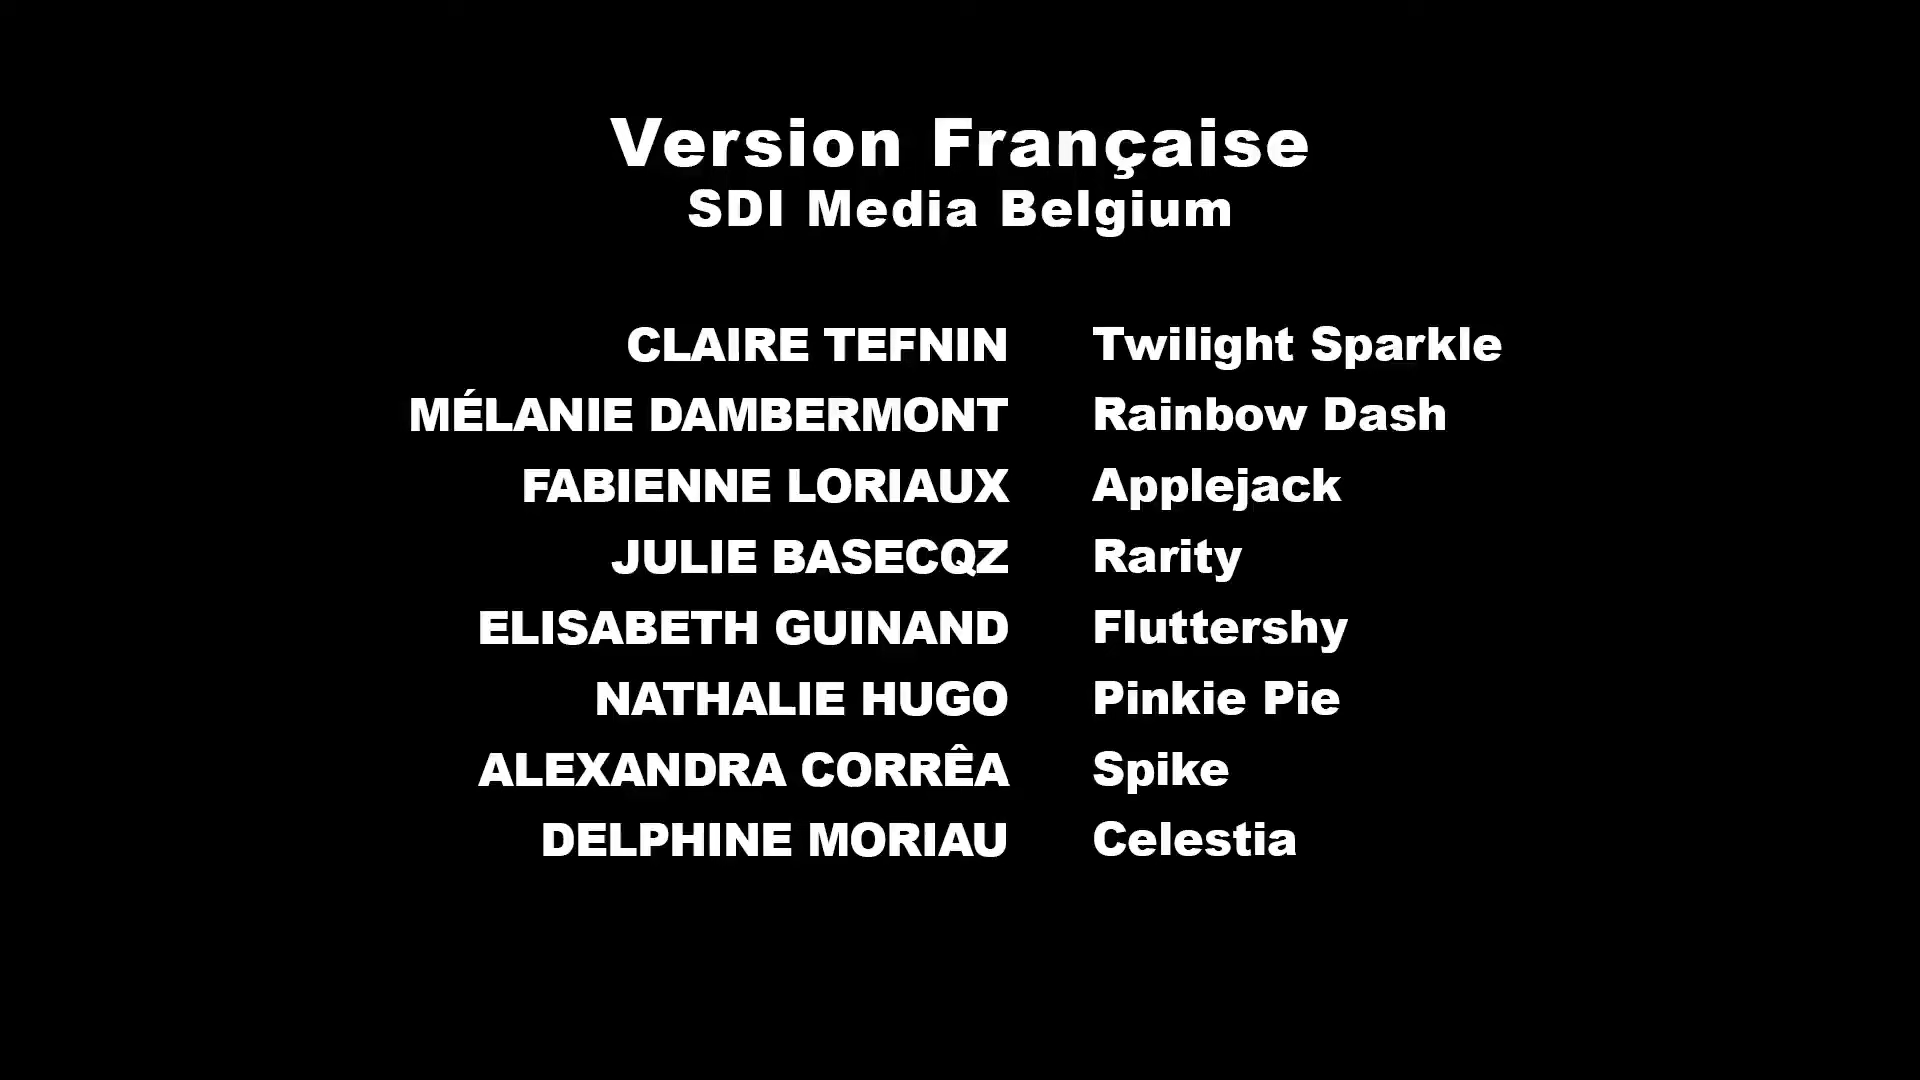 Version Française
SDI Media Belgium
CLAIRE TEFNIN Twilight Sparkle
MÉLANIE DAMBERMONT Rainbow Dash
FABIENNE LORIAUX Applejack
JULIE BASECQZ Rarity
ELISABETH GUINAND Fluttershy
NATHALIE HUGO Pinkie Pie
ALEXANDRA CORRÊA Spike
DELPHINE MORIAU Celestia